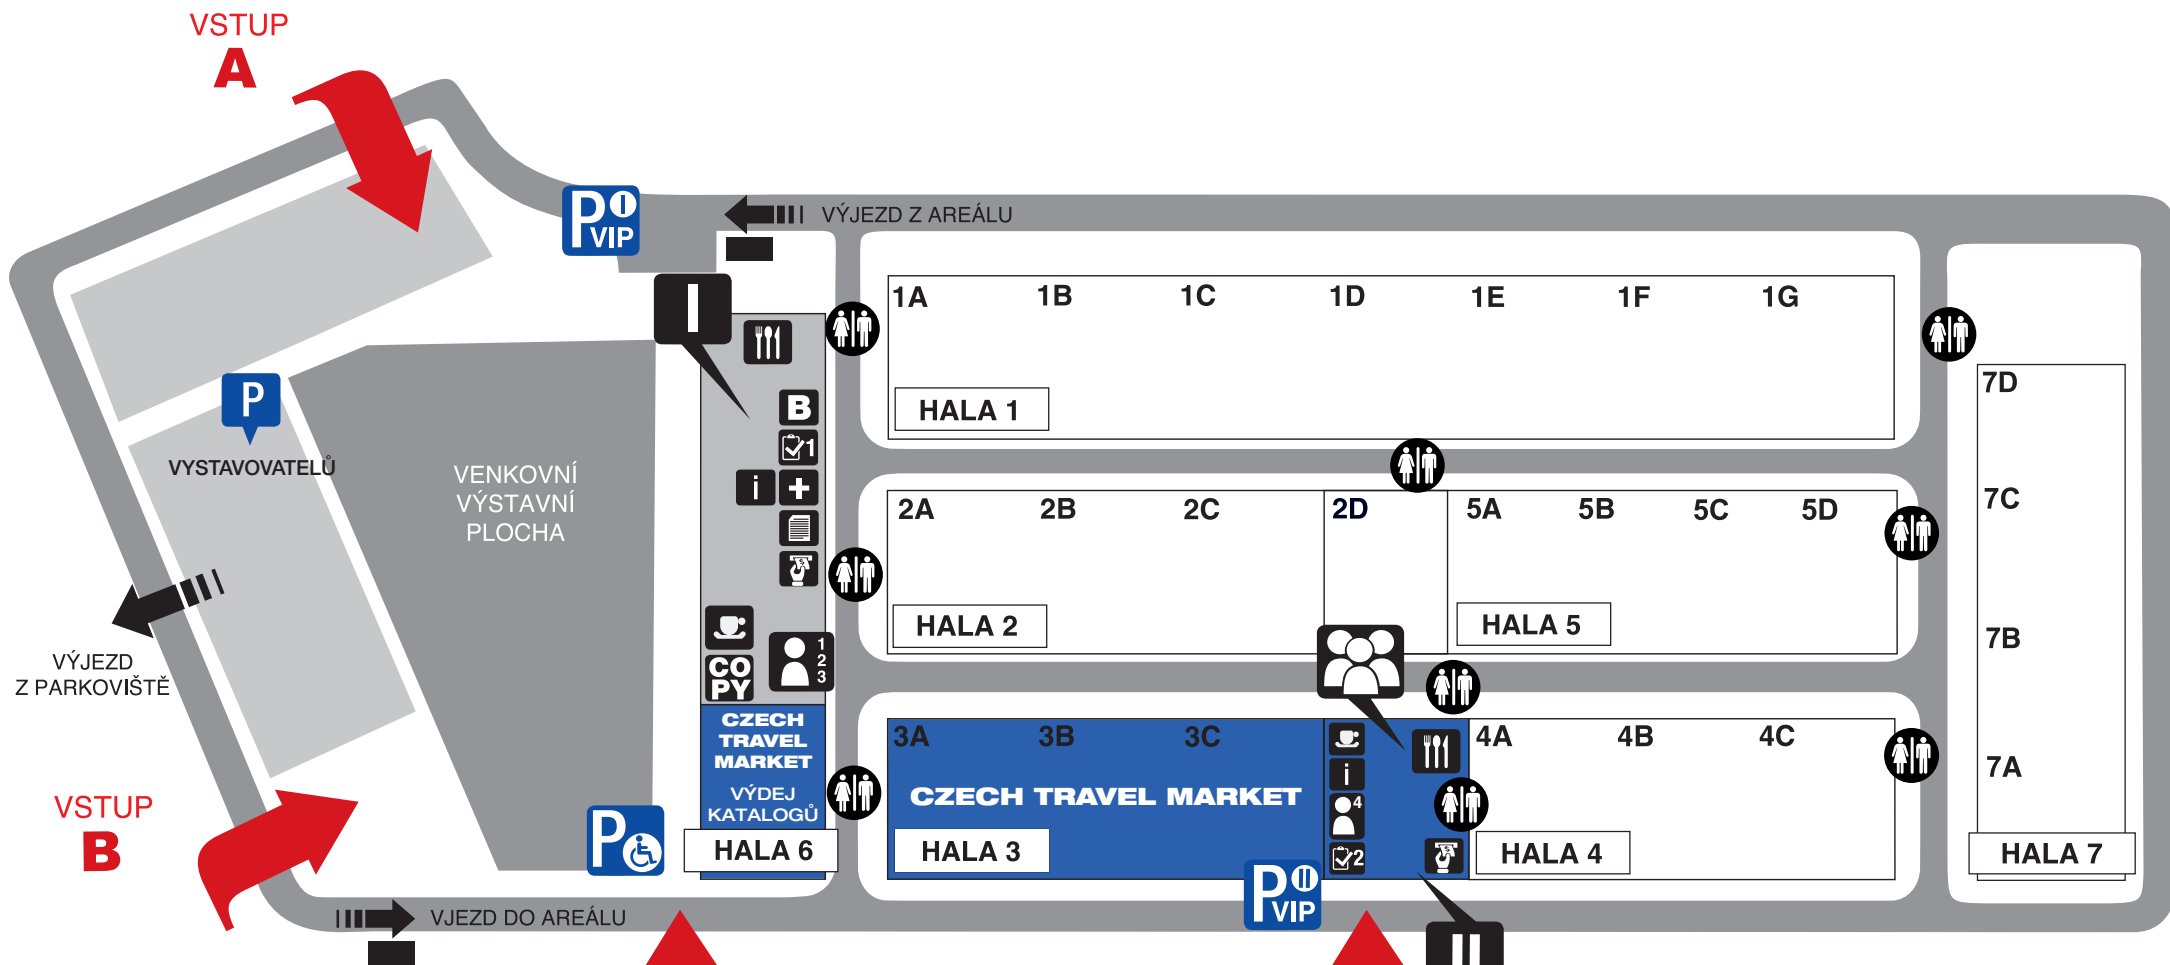 VSTUP
A
P I
VIP
VÝJEZD Z AREÁLU
I
1A 1B 1C 1D 1E 1F 1G
HALA 1
7D
P
VYSTAVOVATELŮ
VENKOVNÍ
VÝSTAVNÍ
PLOCHA
B
1
i
2A 2B 2C 2D 5A 5B 5C 5D
7C
HALA 2
HALA 5
7B
VÝJEZD
Z PARKOVIŠTĚ
CO
PY
1
2
3
CZECH
TRAVEL
MARKET
VÝDEJ
KATALOGŮ
HALA 6
3A 3B 3C
CZECH TRAVEL MARKET
HALA 3
i
4
2
4A 4B 4C
HALA 4
7A
HALA 7
VSTUP
B
P
P II
VIP
VJEZD DO AREÁLU
II